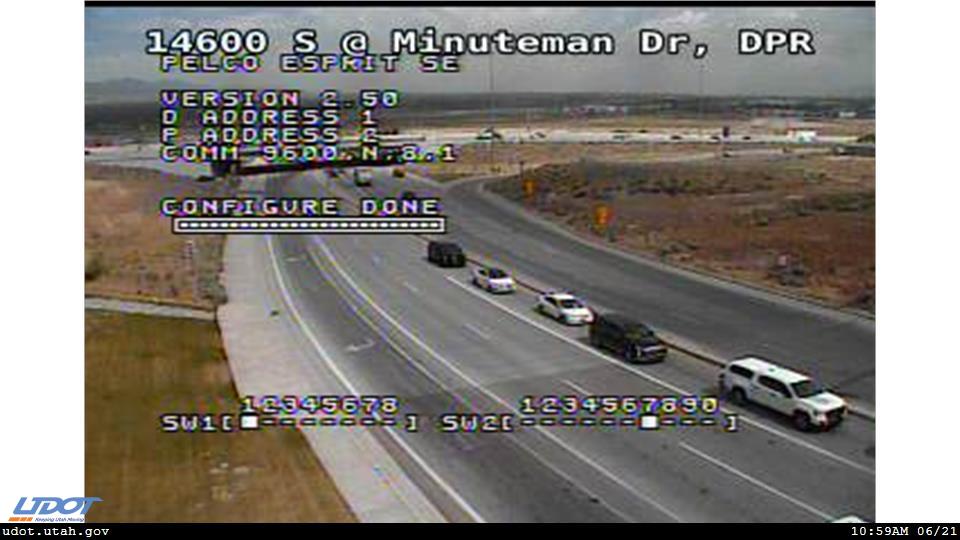 14600 S @ Minuteman Dr, DPR
PELCO ESPRIT SE
VERSION 2.50
D ADDRESS 1
P ADDRESS 2
COMM 9600,N,8,1
CONFIGURE DONE
12345678 1234567890
SW1[■-------] SW2[------■---]
UDOT
Keeping Utah Moving
udot.utah.gov 10:59AM 06/21